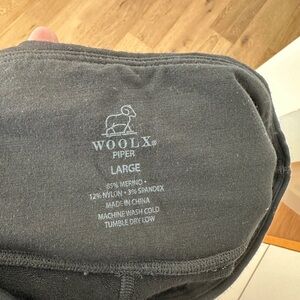 WOOLX®
PIPER
LARGE
85% MERINO •
12% NYLON • 3% SPANDEX
MADE IN CHINA
MACHINE WASH COLD
TUMBLE DRY LOW